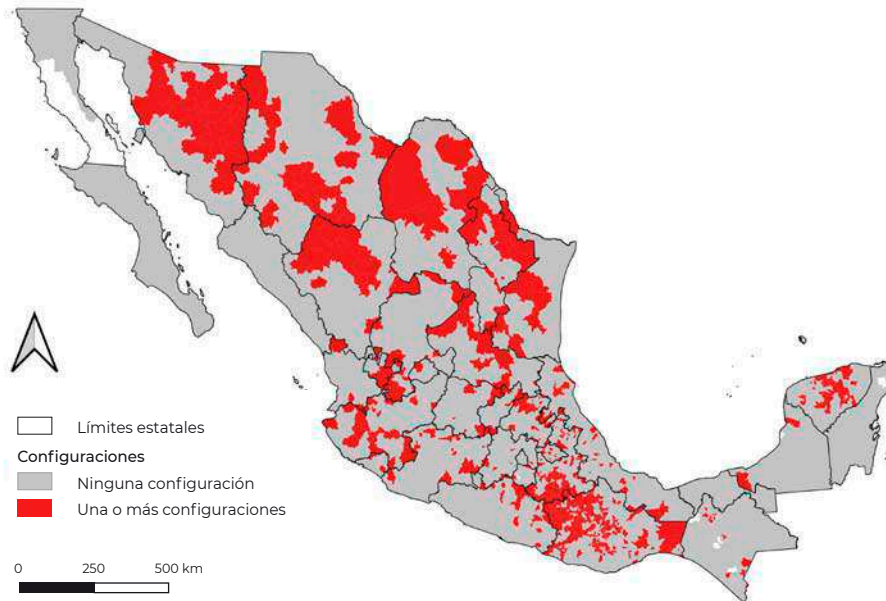 Límites estatales
Configuraciones
Ninguna configuración
Una o más configuraciones
0 250 500 km